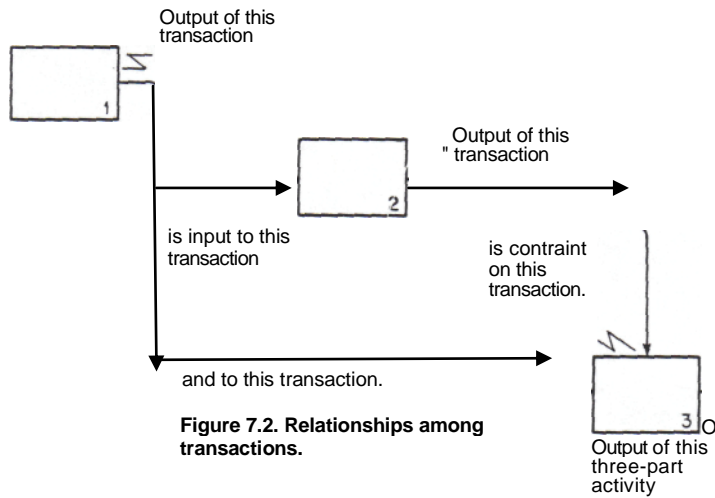 Output of this
transaction
1
Output of this
" transaction
2
is input to this
transaction
is contraint
on this
transaction.
and to this transaction.
3 O
Figure 7.2. Relationships among
transactions.
Output of this
three-part
activity